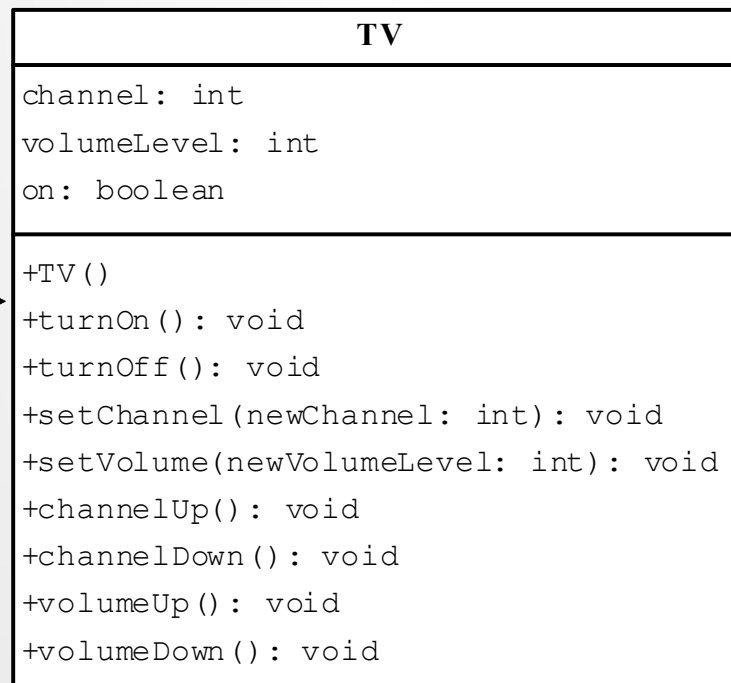 TV
channel: int
volumeLevel: int
on: boolean
+TV()
+turnOn(): void
+turnOff(): void
+setChannel(newChannel: int): void
+setVolume(newVolumeLevel: int): void
+channelUp(): void
+channelDown(): void
+volumeUp(): void
+volumeDown(): void